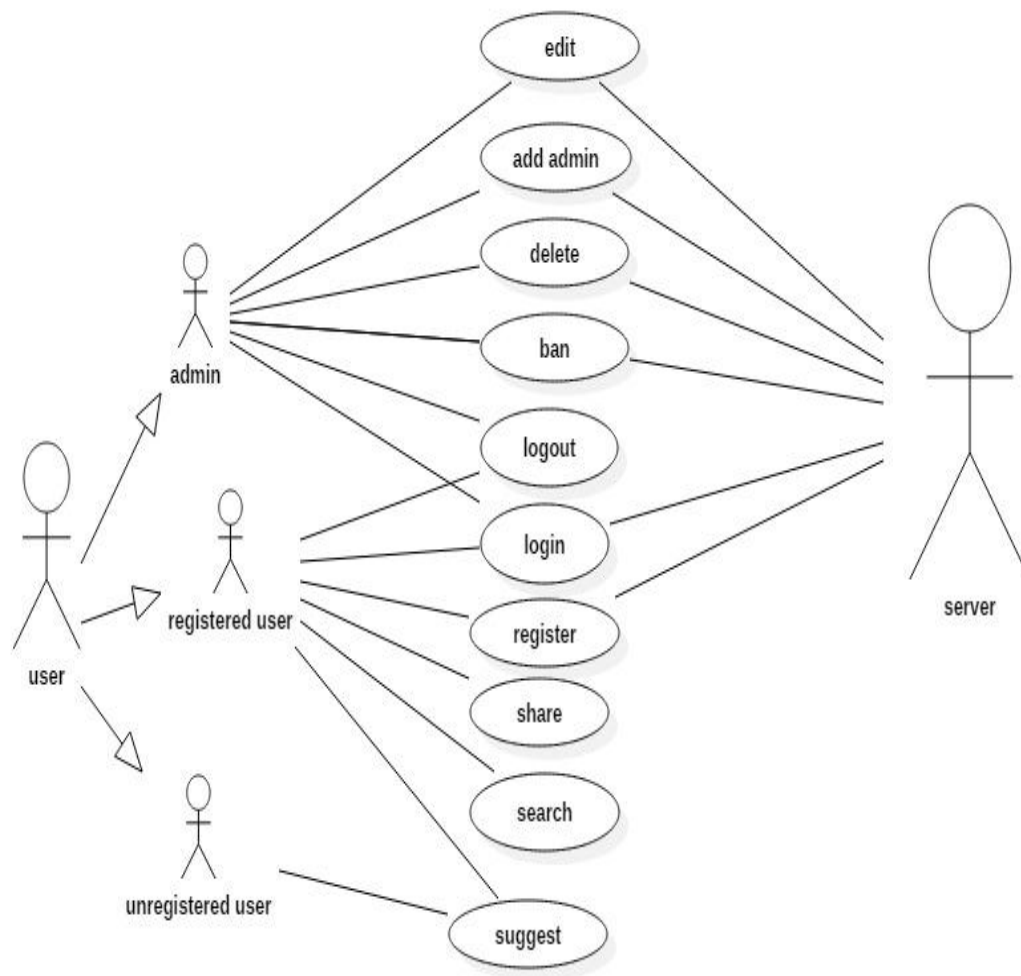 edit
add admin
delete
ban
admin
logout
login
registered user
register
server
user
share
search
unregistered user
suggest